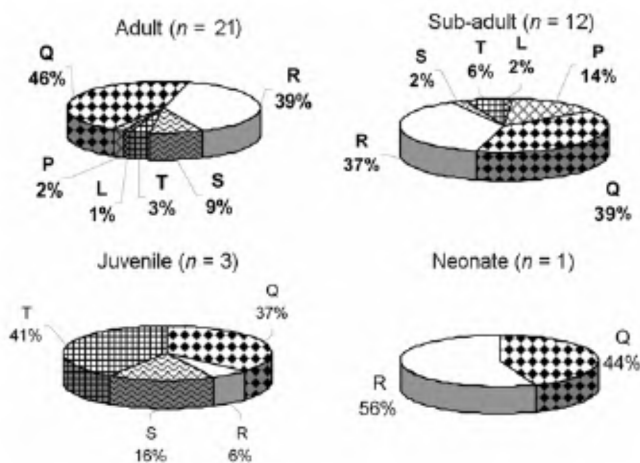 Adult (n = 21)
Q
46%
R
39%
P
2%
L
1%
T
3%
S
9%
Sub-adult (n = 12)
S
2%
T
6%
L
2%
P
14%
R
37%
Q
39%
Juvenile (n = 3)
T
41%
Q
37%
S
16%
R
6%
Neonate (n = 1)
Q
44%
R
56%